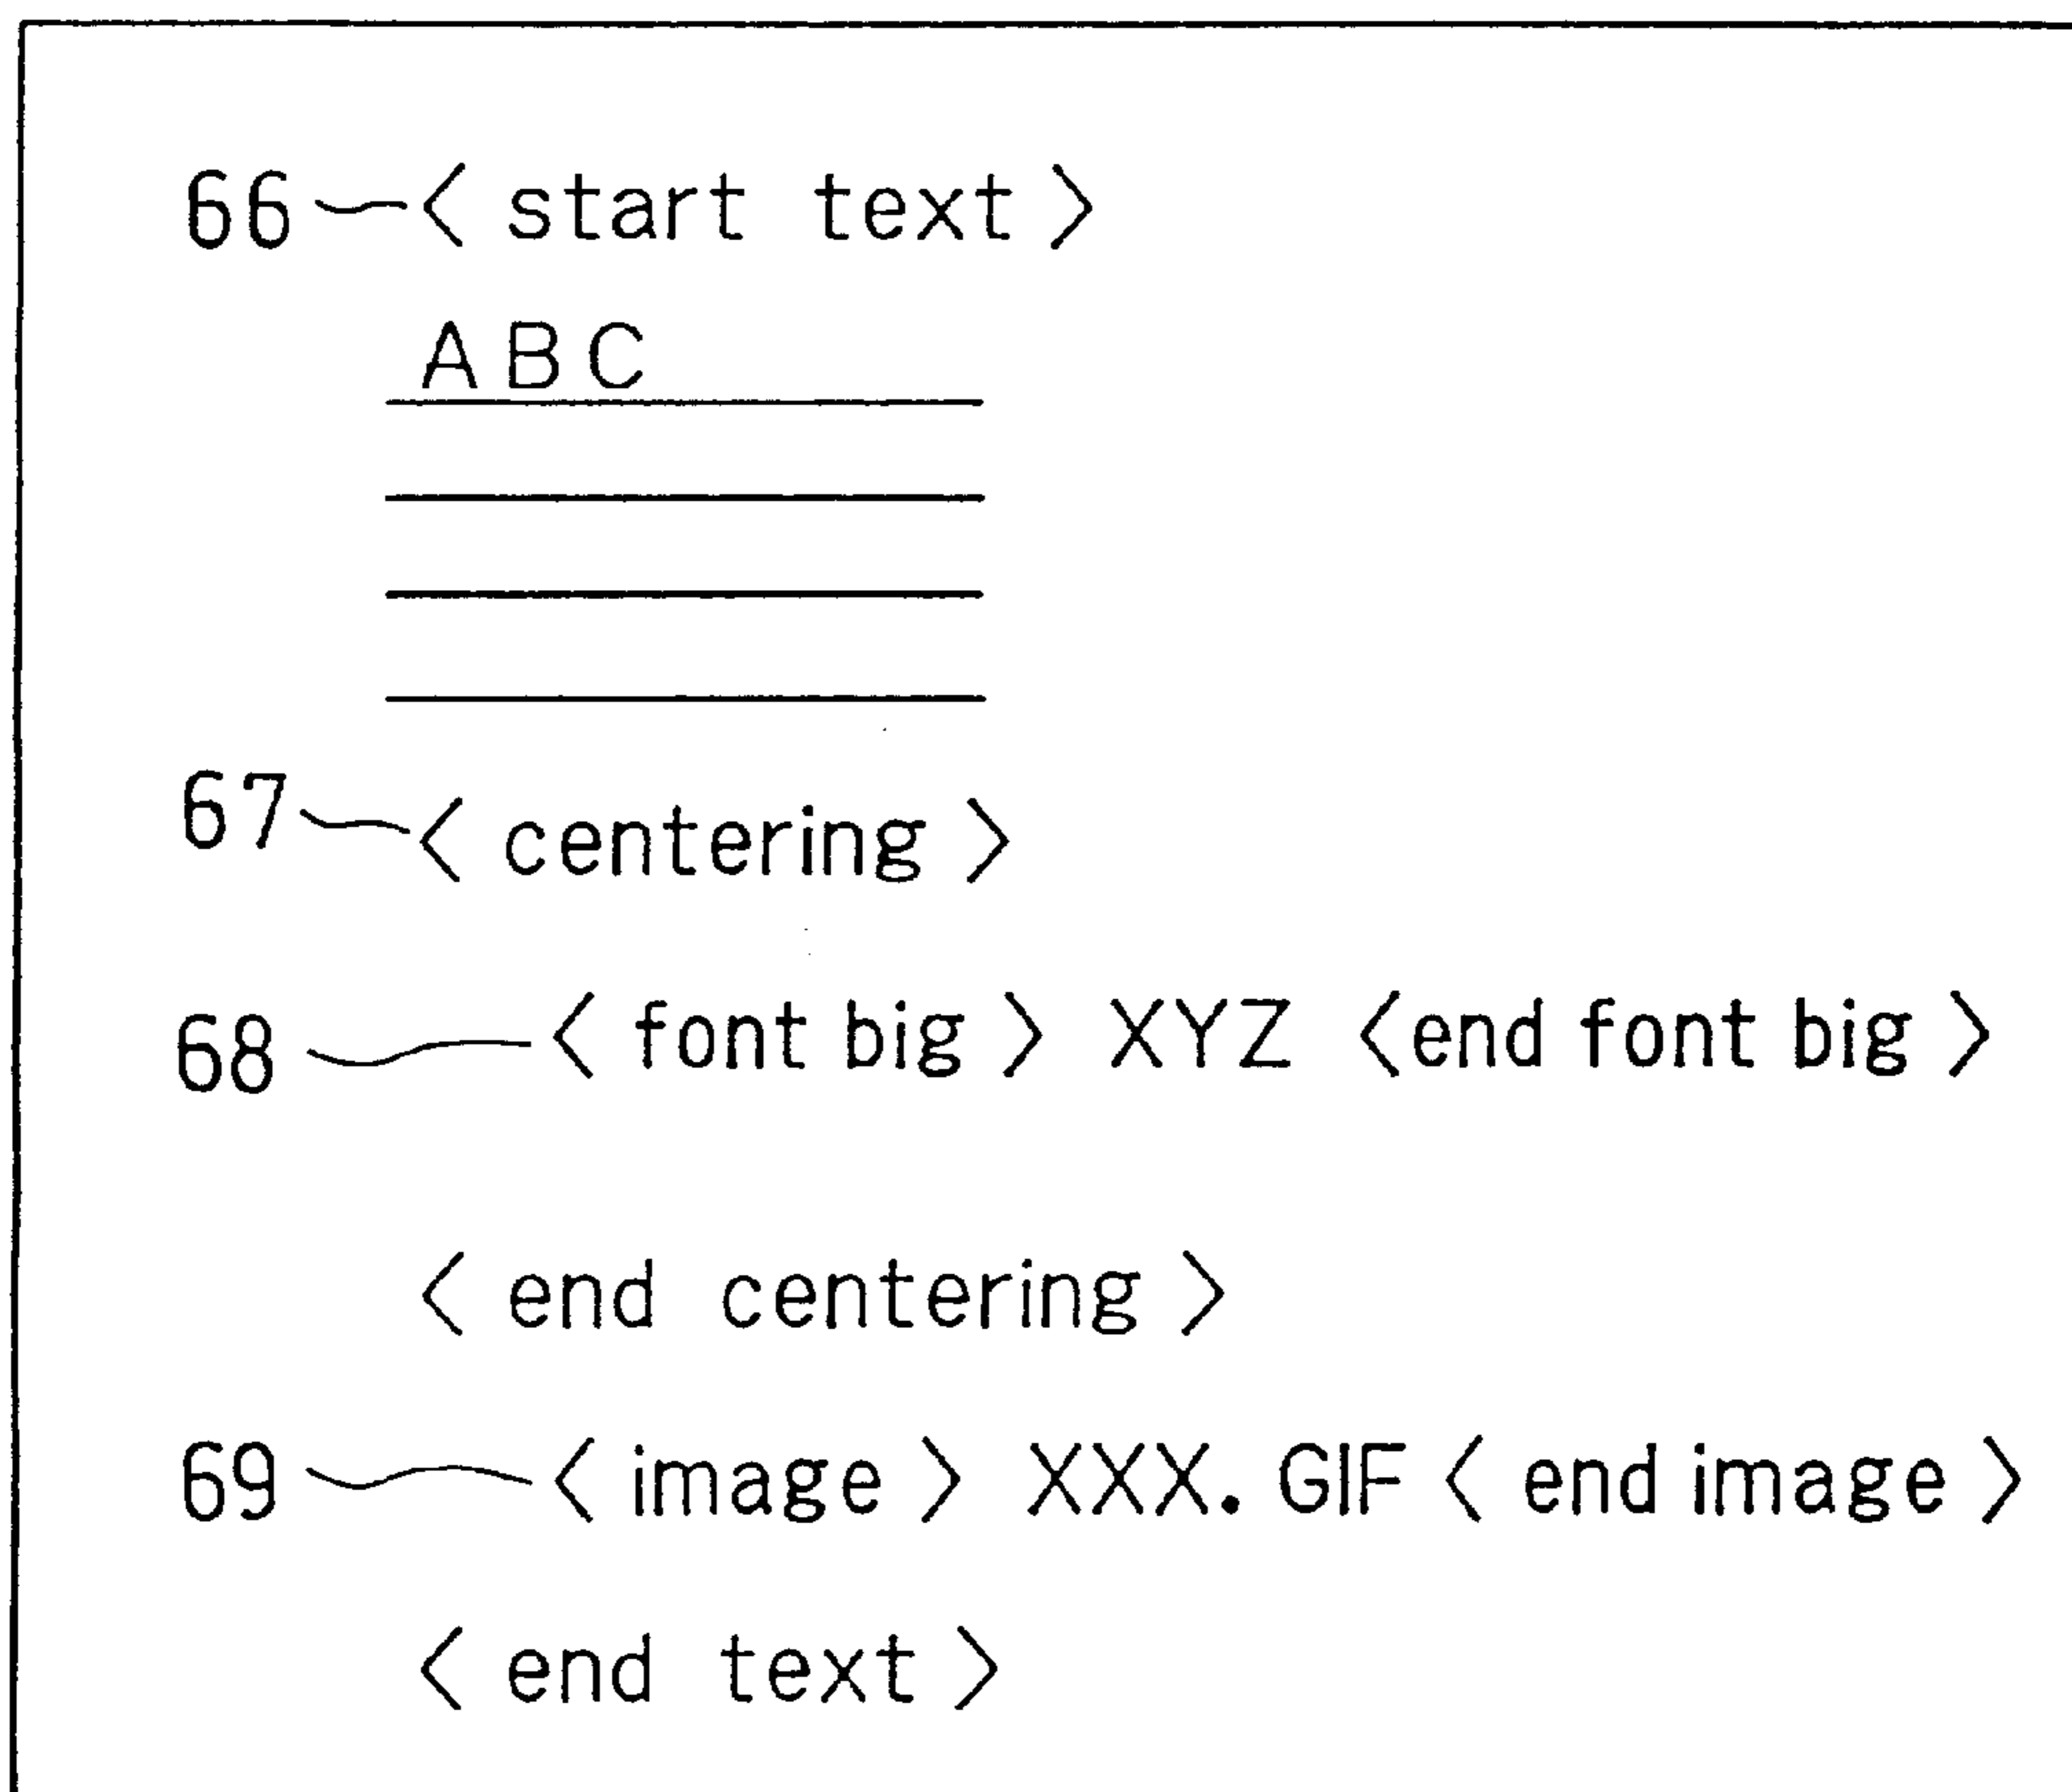 66 < start text >
ABC
67 < centering >
68 < font big > XYZ < end font big >
< end centering >
69 < image > XXX. GIF < end image >
< end text >